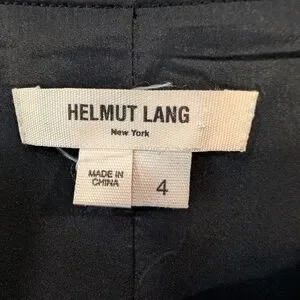 HELMUT LANG
New York
MADE IN
CHINA
4